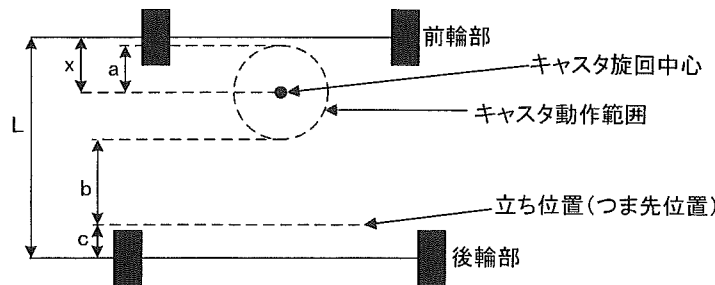 前輪部
x
a
キャスタ旋回中心
キャスタ動作範囲
L
b
立ち位置(つま先位置)
c
後輪部